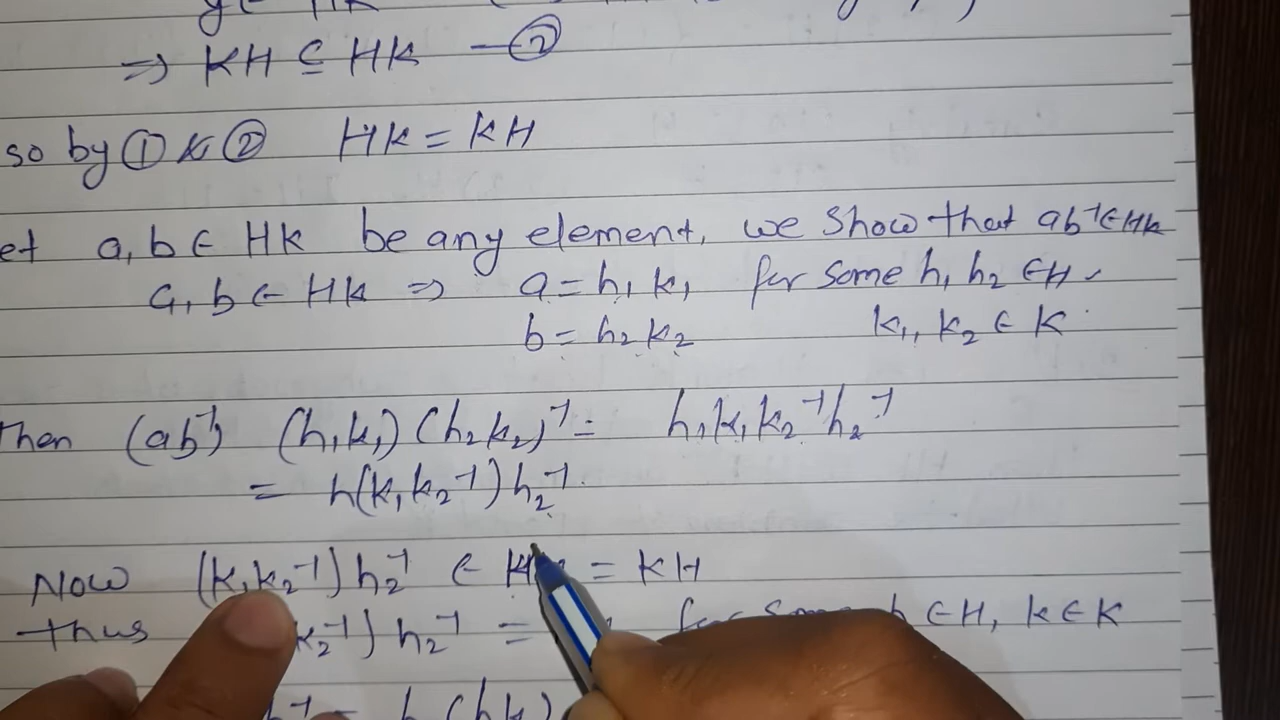 y ∈ HK
⇒ KH ⊆ HK —②
so by ① & ② HK = KH
et a, b ∈ HK be any element, we show that ab⁻¹ ∈ HK
a, b ∈ HK ⇒ a = h₁k₁ for some h₁ h₂ ∈ H
b = h₂k₂ k₁, k₂ ∈ K
Then (ab⁻¹) (h₁k₁) (h₂k₂)⁻¹ = h₁k₁k₂⁻¹h₂⁻¹
= h(k₁k₂⁻¹)h₂⁻¹.
Now (k₁k₂⁻¹)h₂⁻¹ ∈ = KH
Thus k₂⁻¹)h₂⁻¹ = for some h ∈ H, k ∈ K
(hk)